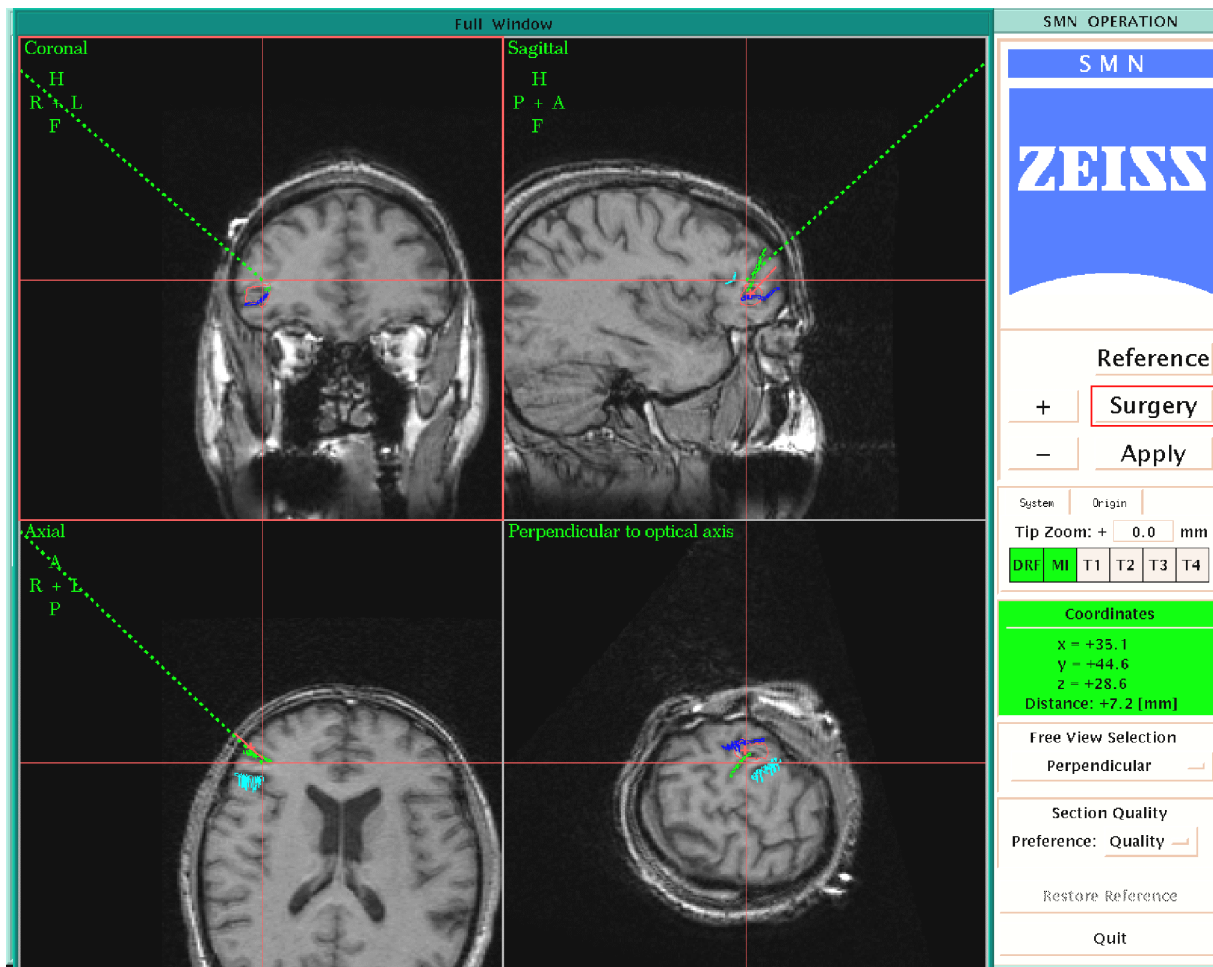 Full Window
SMN OPERATION
Coronal
H
R + L
F
Sagittal
H
P + A
F
Axial
A
R + L
P
Perpendicular to optical axis
SMN
ZEISS
Reference
+ Surgery
− Apply
System Origin
Tip Zoom: + 0.0 mm
DRF MI T1 T2 T3 T4
Coordinates
x = +35.1
y = +44.6
z = +28.6
Distance: +7.2 [mm]
Free View Selection
Perpendicular
Section Quality
Preference: Quality
Restore Reference
Quit